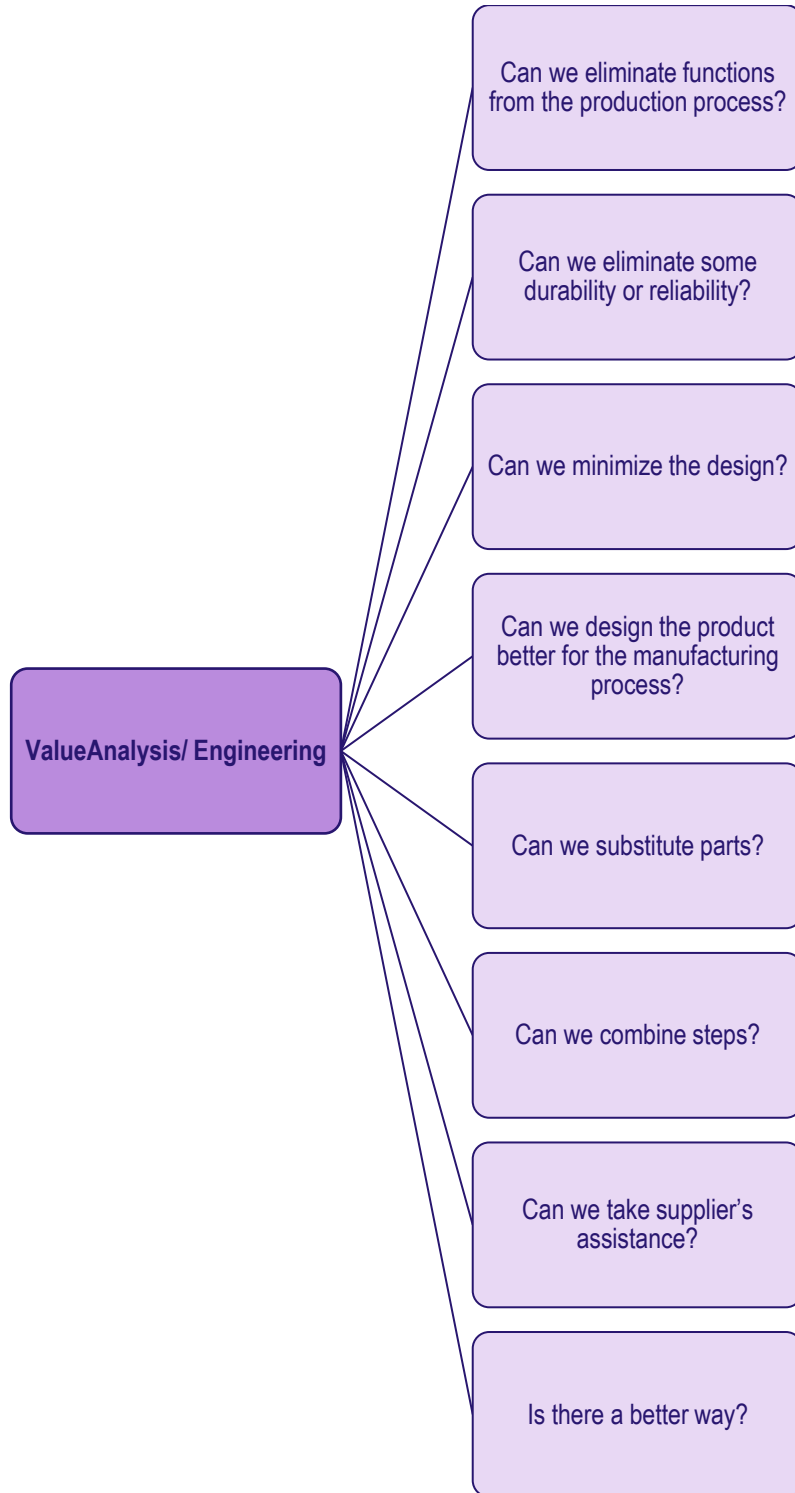 Can we eliminate functions
from the production process?
Can we eliminate some
durability or reliability?
Can we minimize the design?
Can we design the product
better for the manufacturing
process?
ValueAnalysis/ Engineering
Can we substitute parts?
Can we combine steps?
Can we take supplier’s
assistance?
Is there a better way?